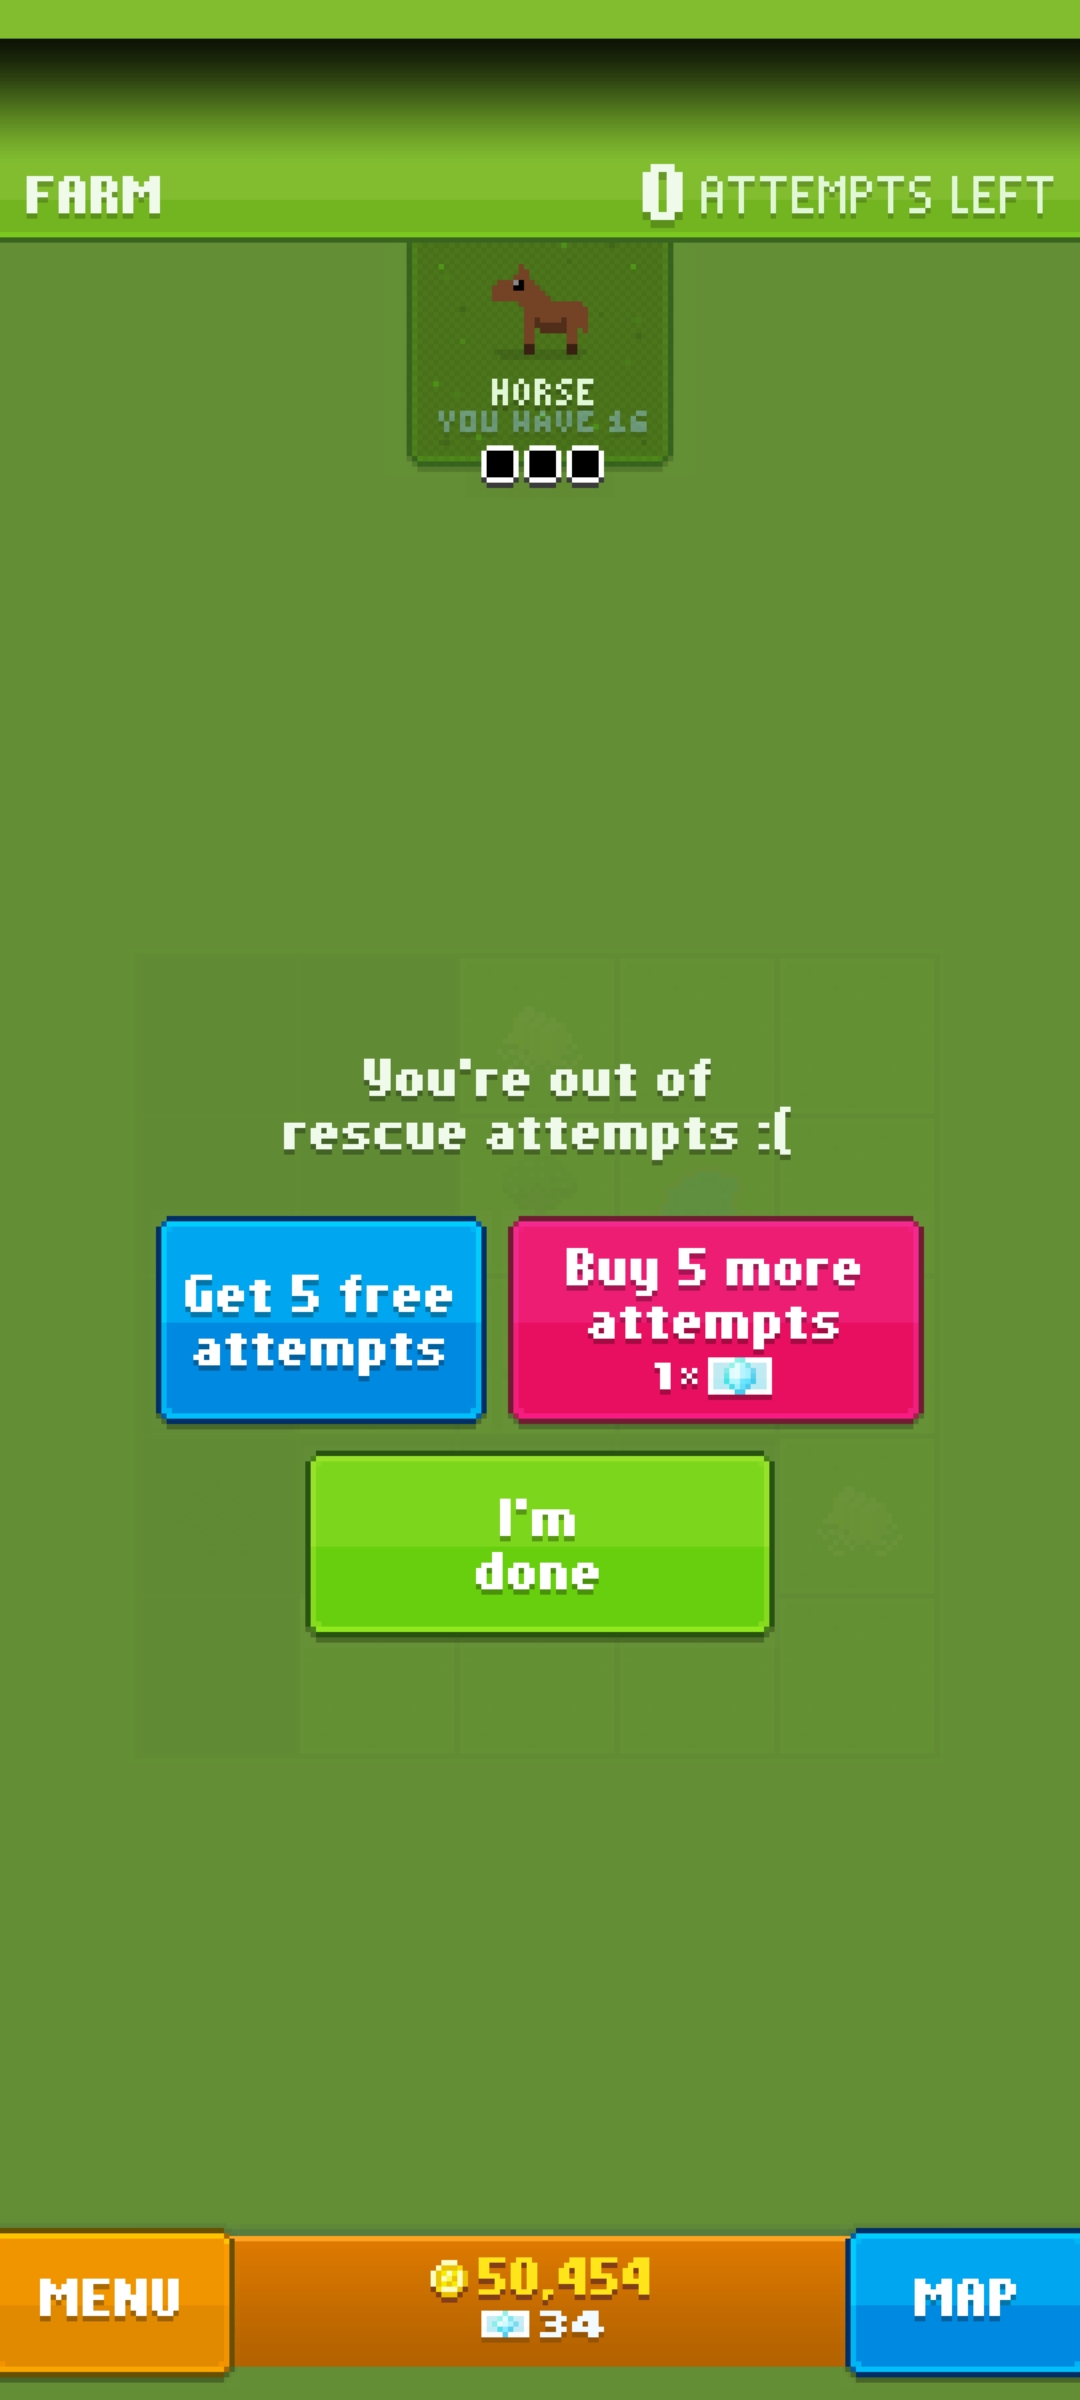 FARM
0 ATTEMPTS LEFT
HORSE
YOU HAVE 16
You're out of
rescue attempts :(
Get 5 free
attempts
Buy 5 more
attempts
1×
I'm
done
MENU
50,454
34
MAP